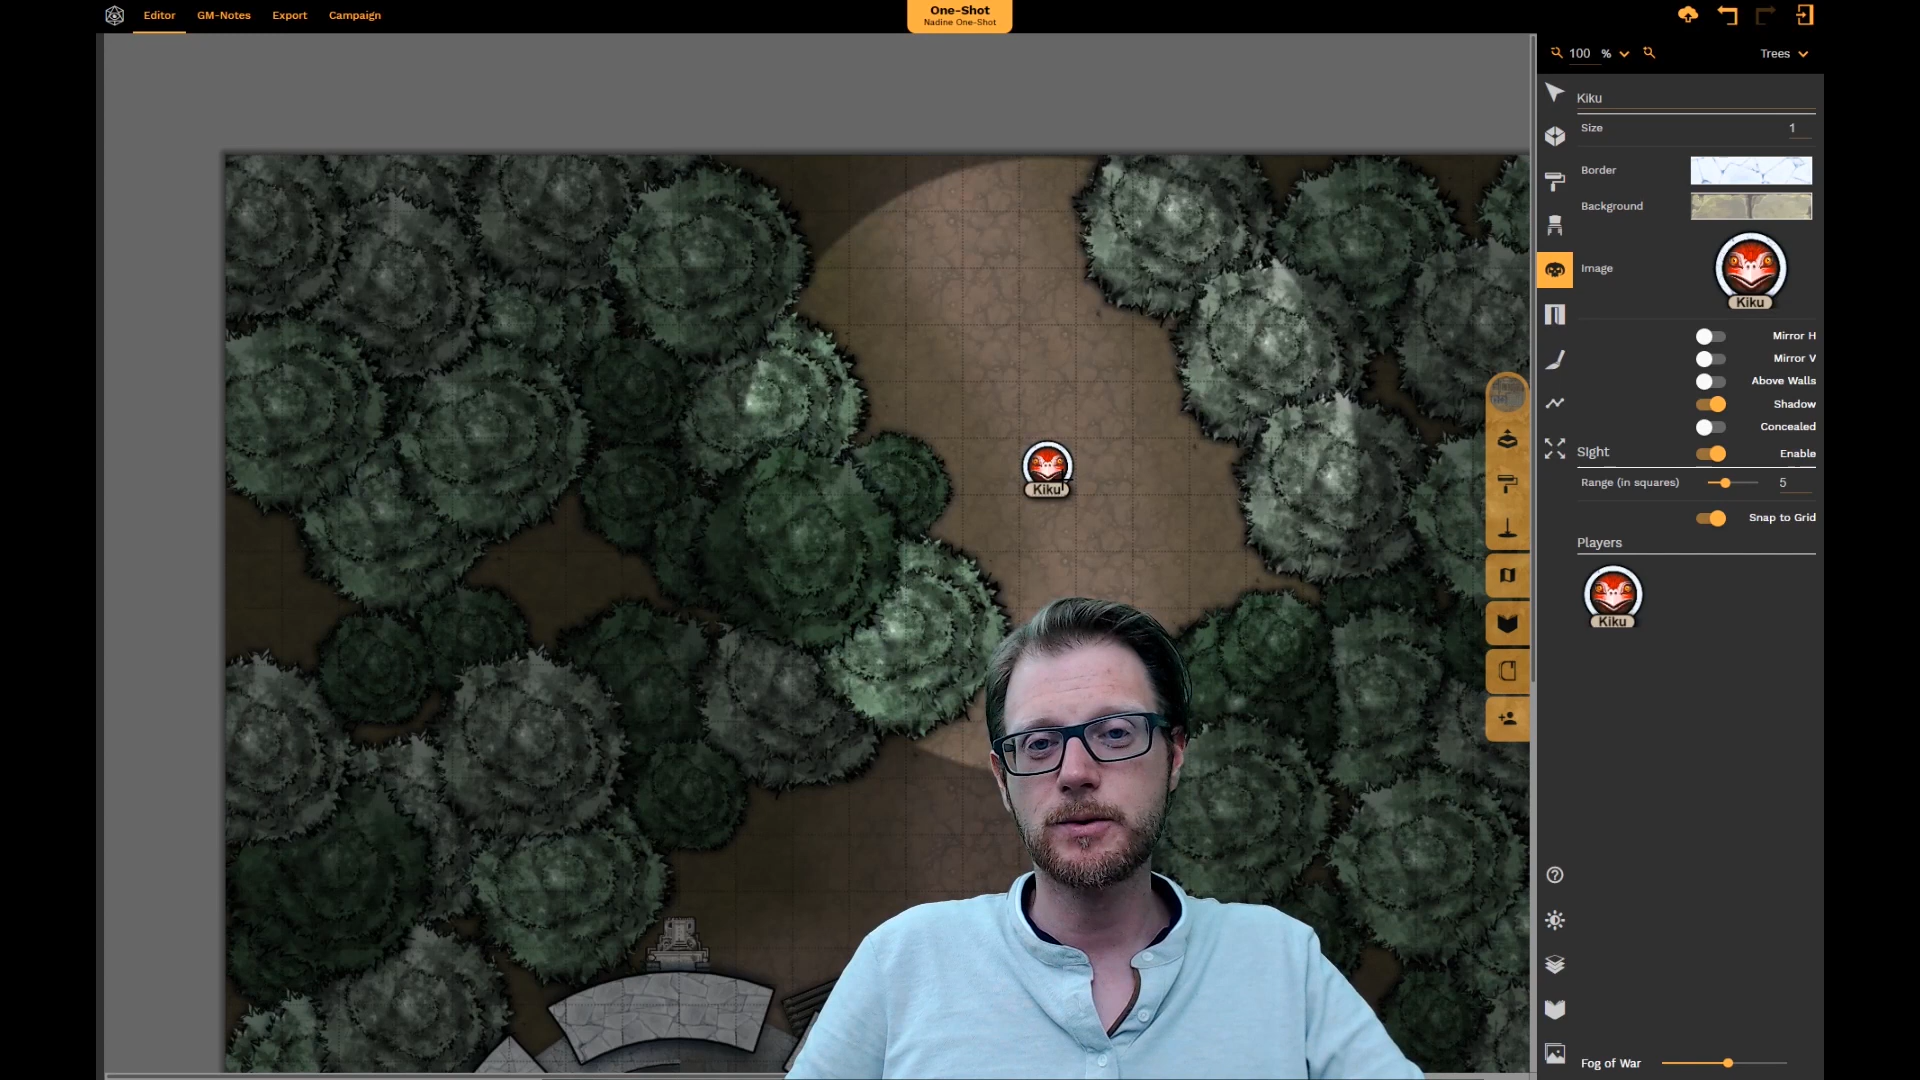 Editor GM-Notes Export Campaign
One-Shot
Nadine One-Shot
100 %
Trees
Kiku
Size 1
Border
Background
Image
Kiku
Mirror H
Mirror V
Above Walls
Shadow
Concealed
Sight Enable
Range (in squares) 5
Snap to Grid
Players
Kiku
Kiku
Fog of War